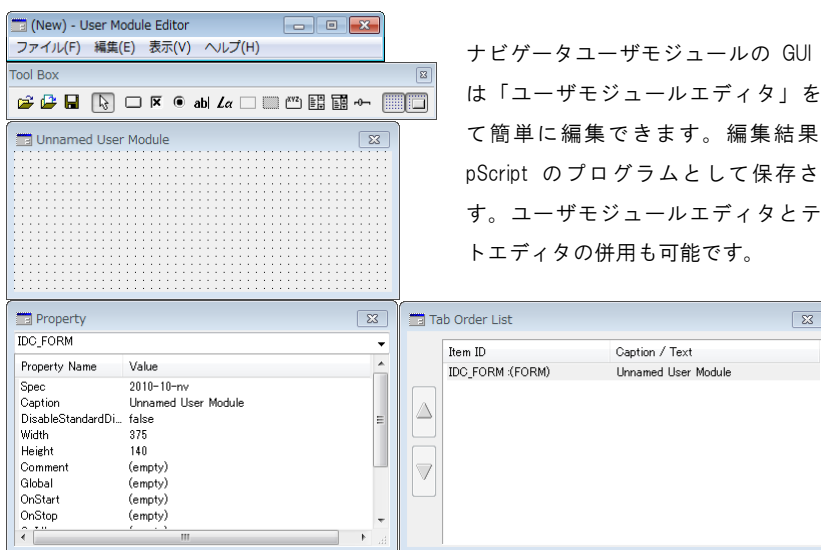 (New) - User Module Editor
ファイル(F) 編集(E) 表示(V) ヘルプ(H)
Tool Box
ab| La
XYZ
Unnamed User Module
ナビゲータユーザモジュールの GUI
は「ユーザモジュールエディタ」を
て簡単に編集できます。編集結果
pScript のプログラムとして保存さ
す。ユーザモジュールエディタとテ
トエディタの併用も可能です。
Property
IDC_FORM
Property Name Value
Spec 2010-10-nv
Caption Unnamed User Module
DisableStandardDi... false
Width 375
Height 140
Comment (empty)
Global (empty)
OnStart (empty)
OnStop (empty)
Tab Order List
Item ID Caption / Text
IDC_FORM :(FORM) Unnamed User Module